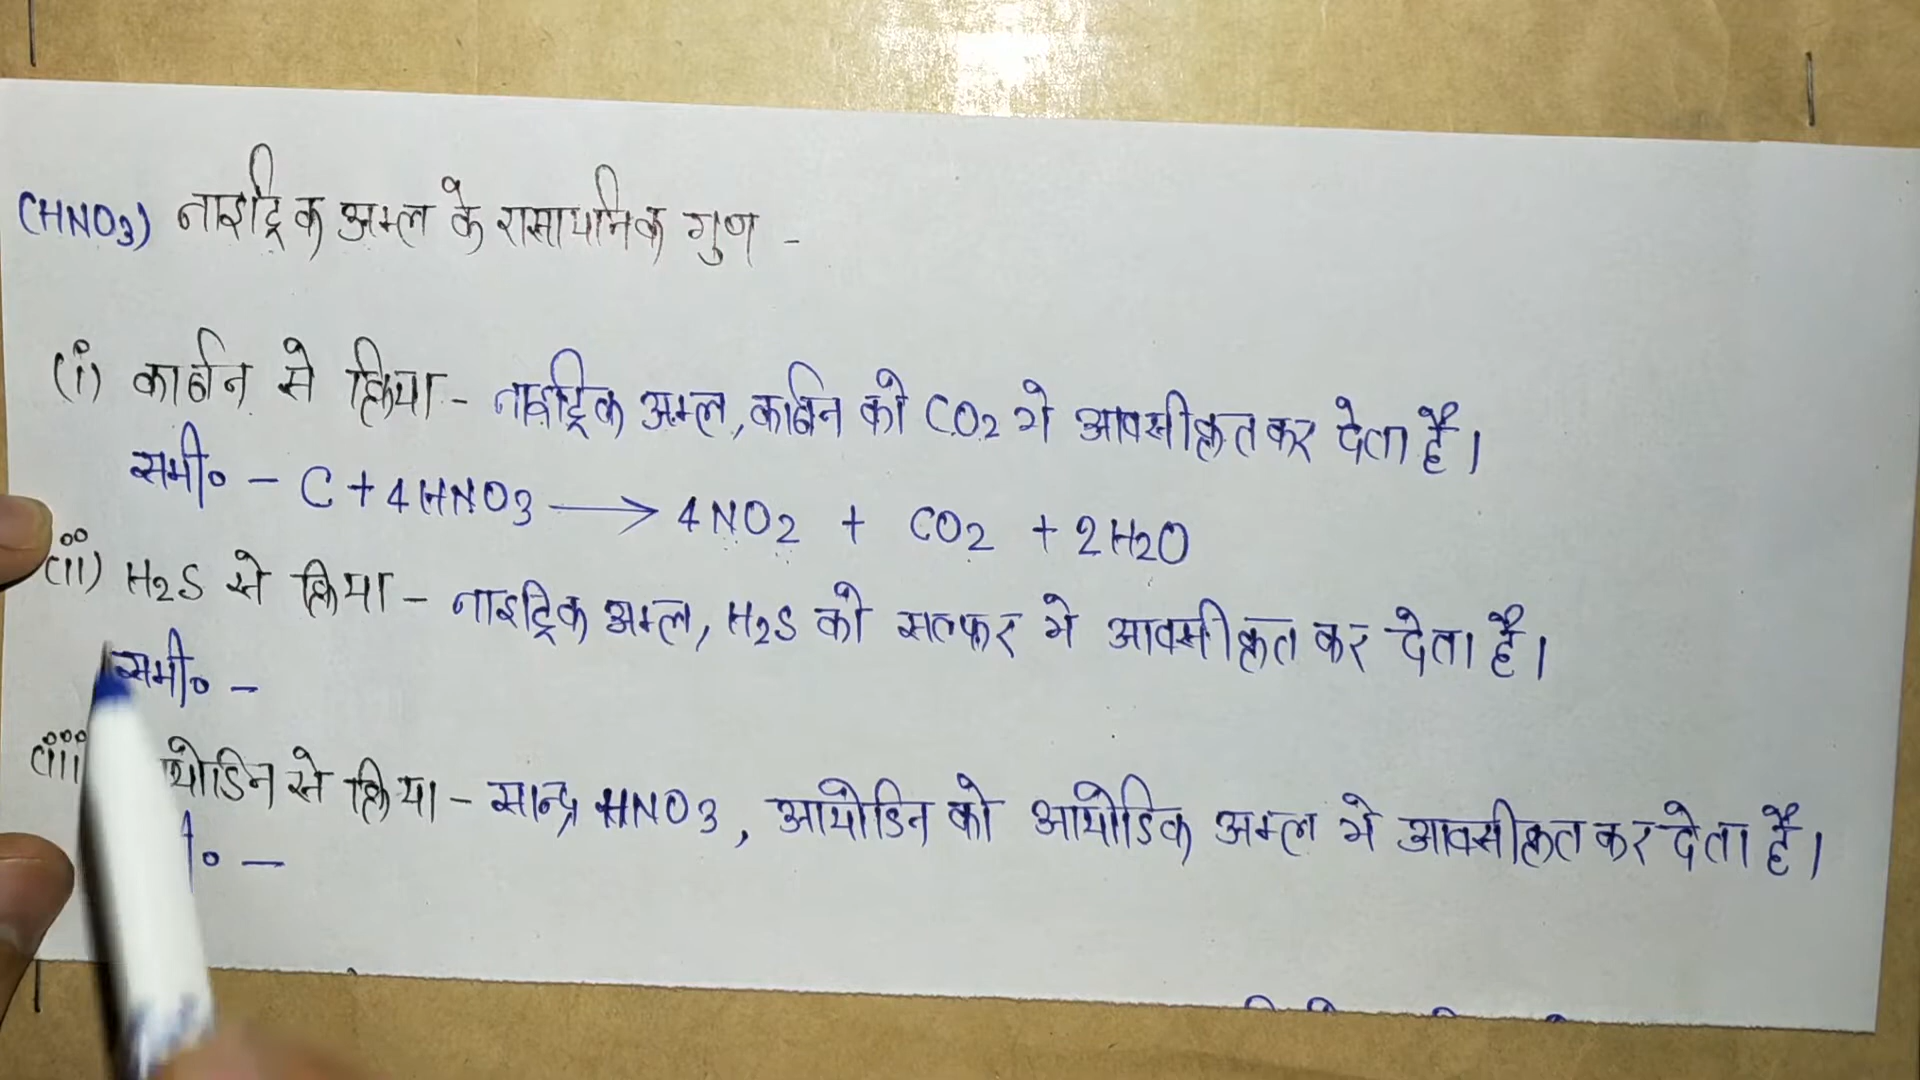 (HNO3) नाइट्रिक अम्ल के रासायनिक गुण -
(i) कार्बन से क्रिया - नाइट्रिक अम्ल, कार्बन को CO2 मे आक्सीकृत कर देता है।
समी० - C + 4HNO3 ⟶ 4NO2 + CO2 + 2H2O
(ii) H2S से क्रिया - नाइट्रिक अम्ल, H2S को सल्फर मे आक्सीकृत कर देता है।
समी० -
(iii से क्रिया - सान्द्र HNO3, आयोडिन को आयोडिक अम्ल मे आक्सीकृत कर देता है।
० -